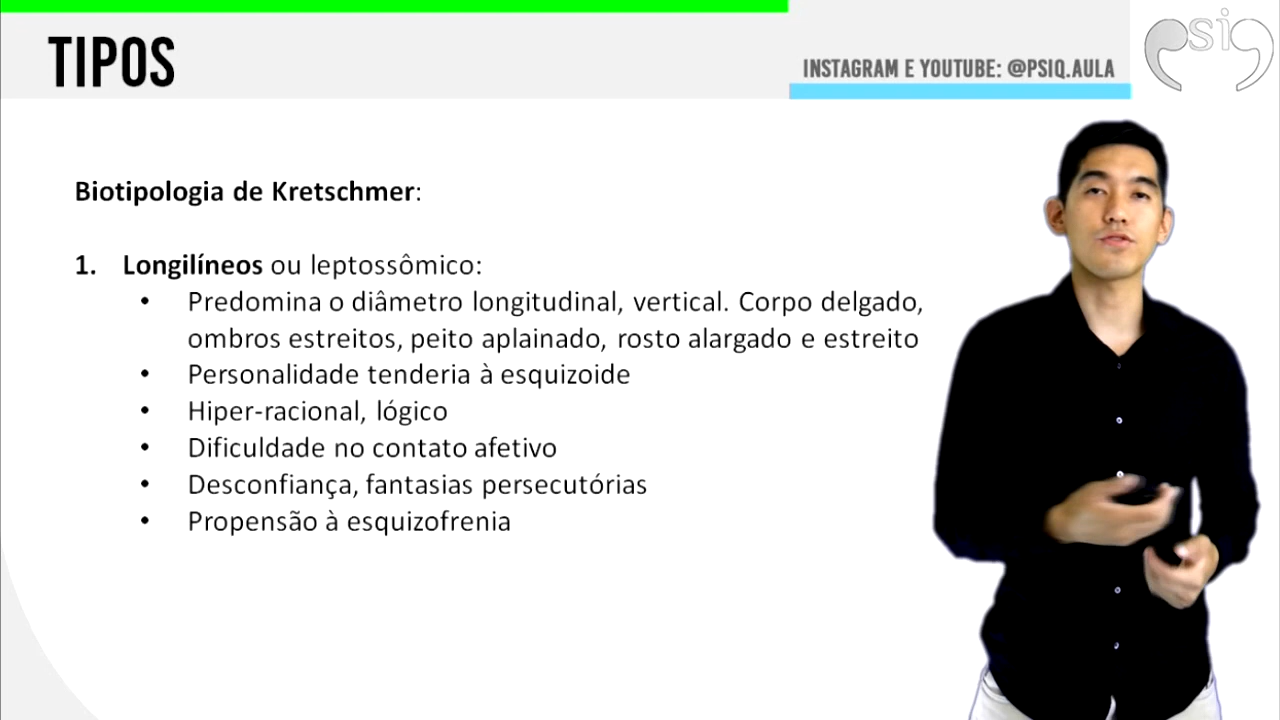 TIPOS
INSTAGRAM E YOUTUBE: @PSIQ.AULA
psiq
Biotipologia de Kretschmer:
1. Longilíneos ou leptossômico:
• Predomina o diâmetro longitudinal, vertical. Corpo delgado,
ombros estreitos, peito aplainado, rosto alargado e estreito
• Personalidade tenderia à esquizoide
• Hiper-racional, lógico
• Dificuldade no contato afetivo
• Desconfiança, fantasias persecutórias
• Propensão à esquizofrenia